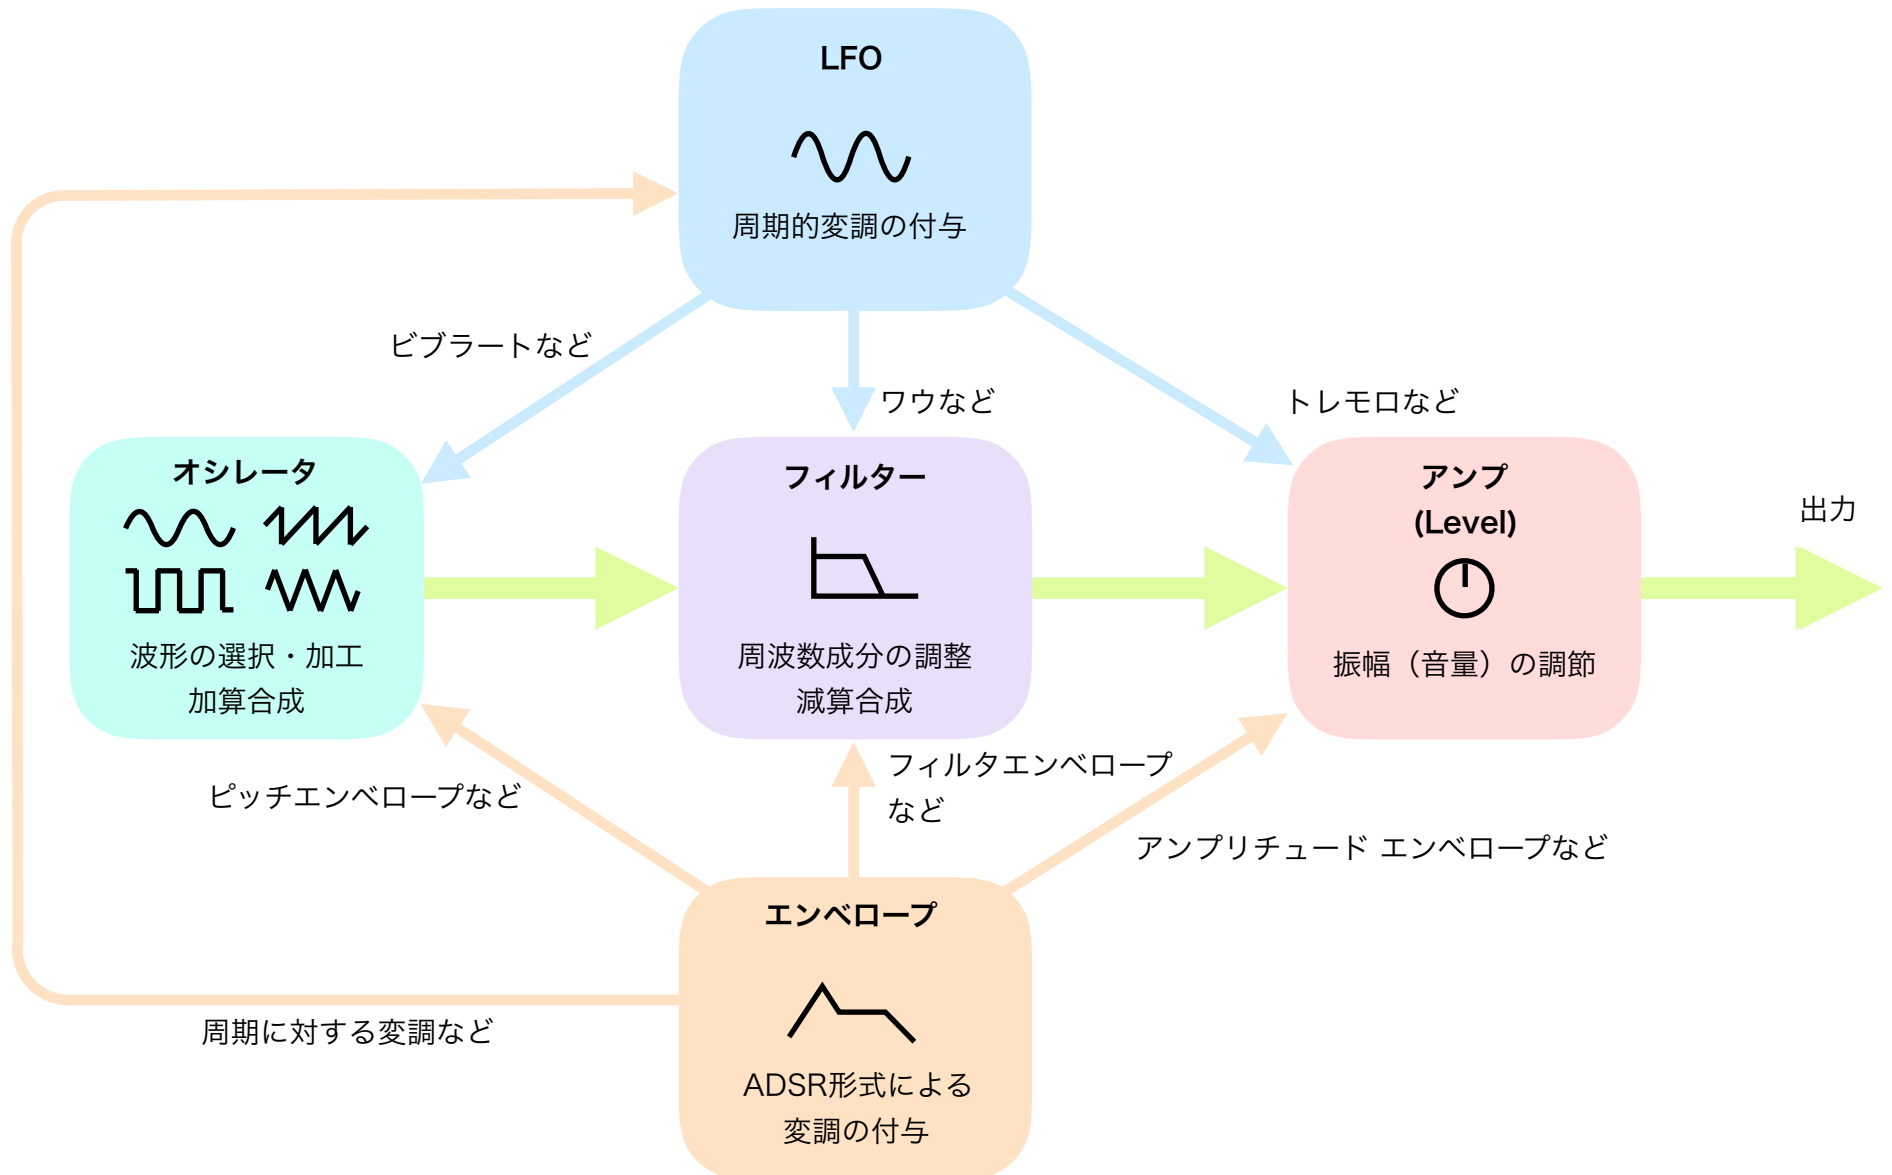 LFO
周期的変調の付与
ビブラートなど
ワウなど
トレモロなど
オシレータ
波形の選択・加工
加算合成
フィルター
周波数成分の調整
減算合成
アンプ
(Level)
振幅（音量）の調節
出力
ピッチエンベロープなど
フィルタエンベロープ
など
アンプリチュード エンベロープなど
エンベロープ
ADSR形式による
変調の付与
周期に対する変調など